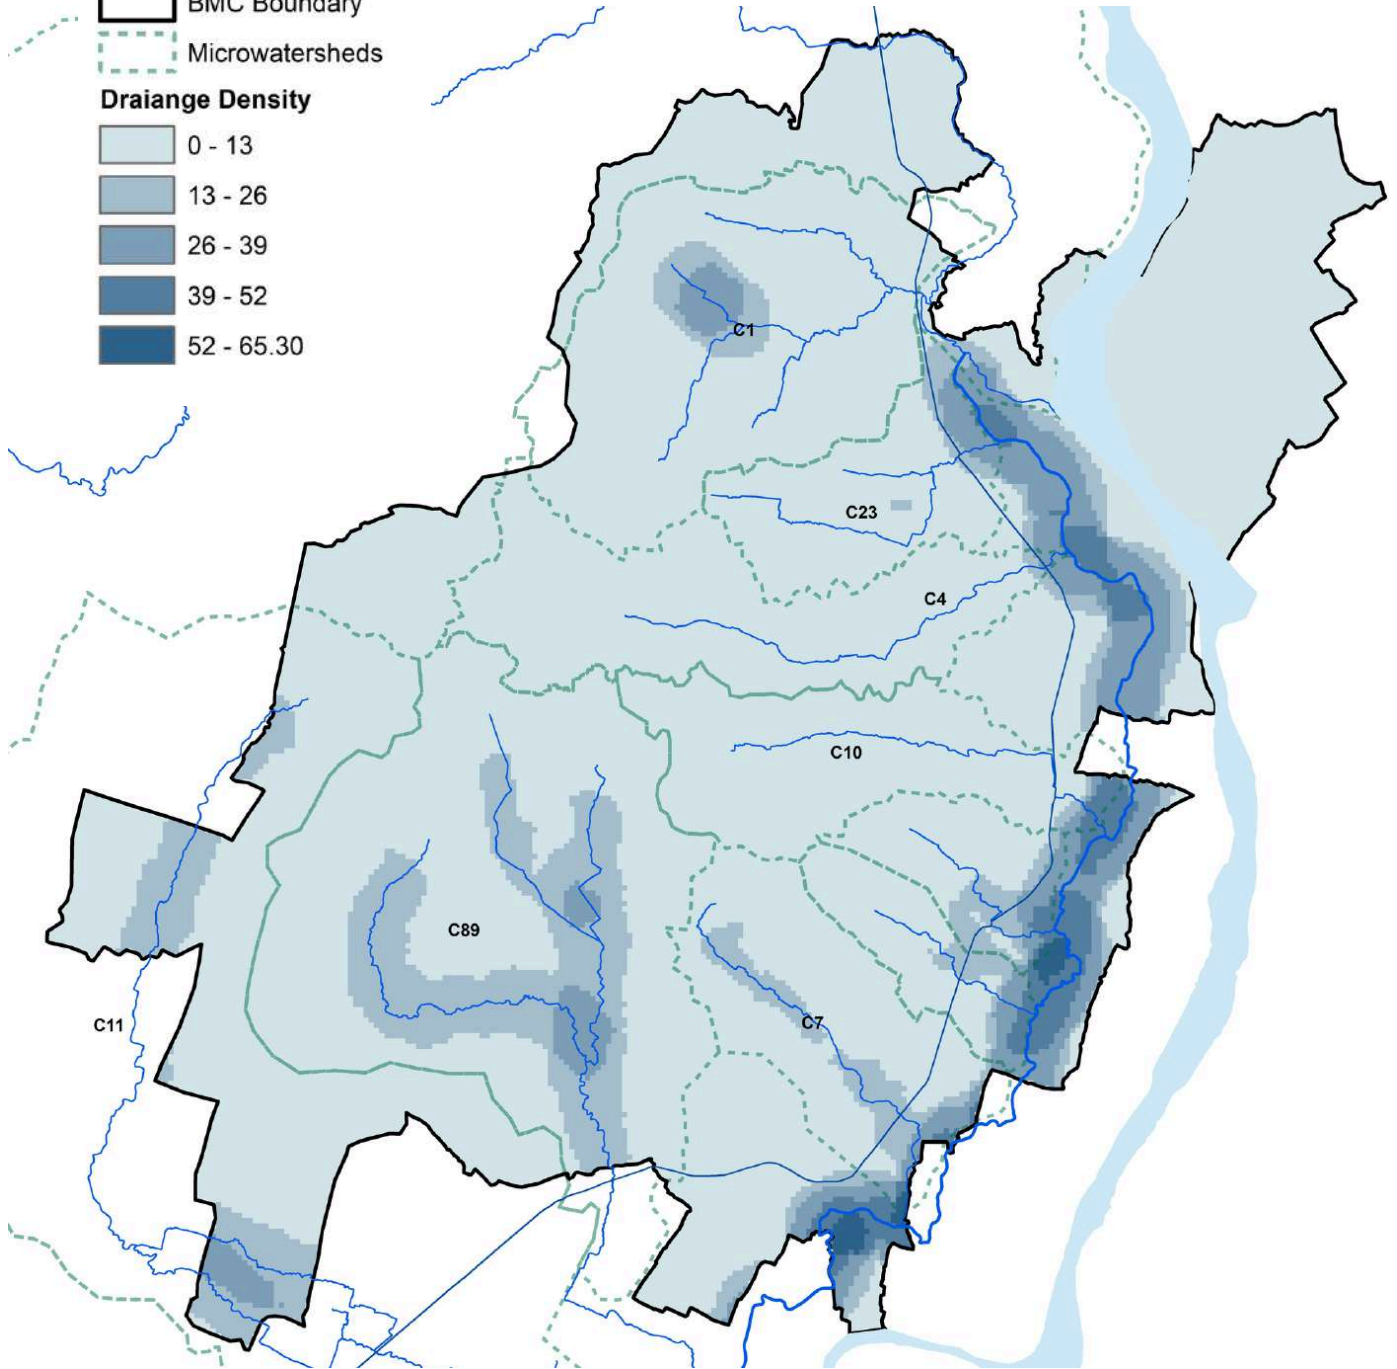 BMC Boundary
Microwatersheds
Draiange Density
0 - 13
13 - 26
26 - 39
39 - 52
52 - 65.30
C1
C23
C4
C10
C89
C11
C7